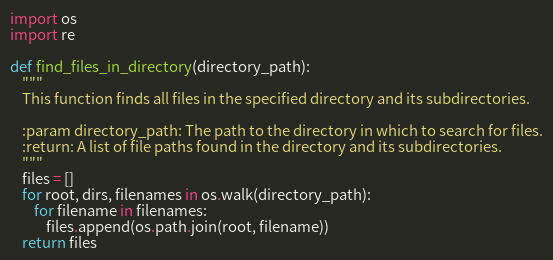 import os
import re

def find_files_in_directory(directory_path):
    """
    This function finds all files in the specified directory and its subdirectories.

    :param directory_path: The path to the directory in which to search for files.
    :return: A list of file paths found in the directory and its subdirectories.
    """
    files = []
    for root, dirs, filenames in os.walk(directory_path):
        for filename in filenames:
            files.append(os.path.join(root, filename))
    return files